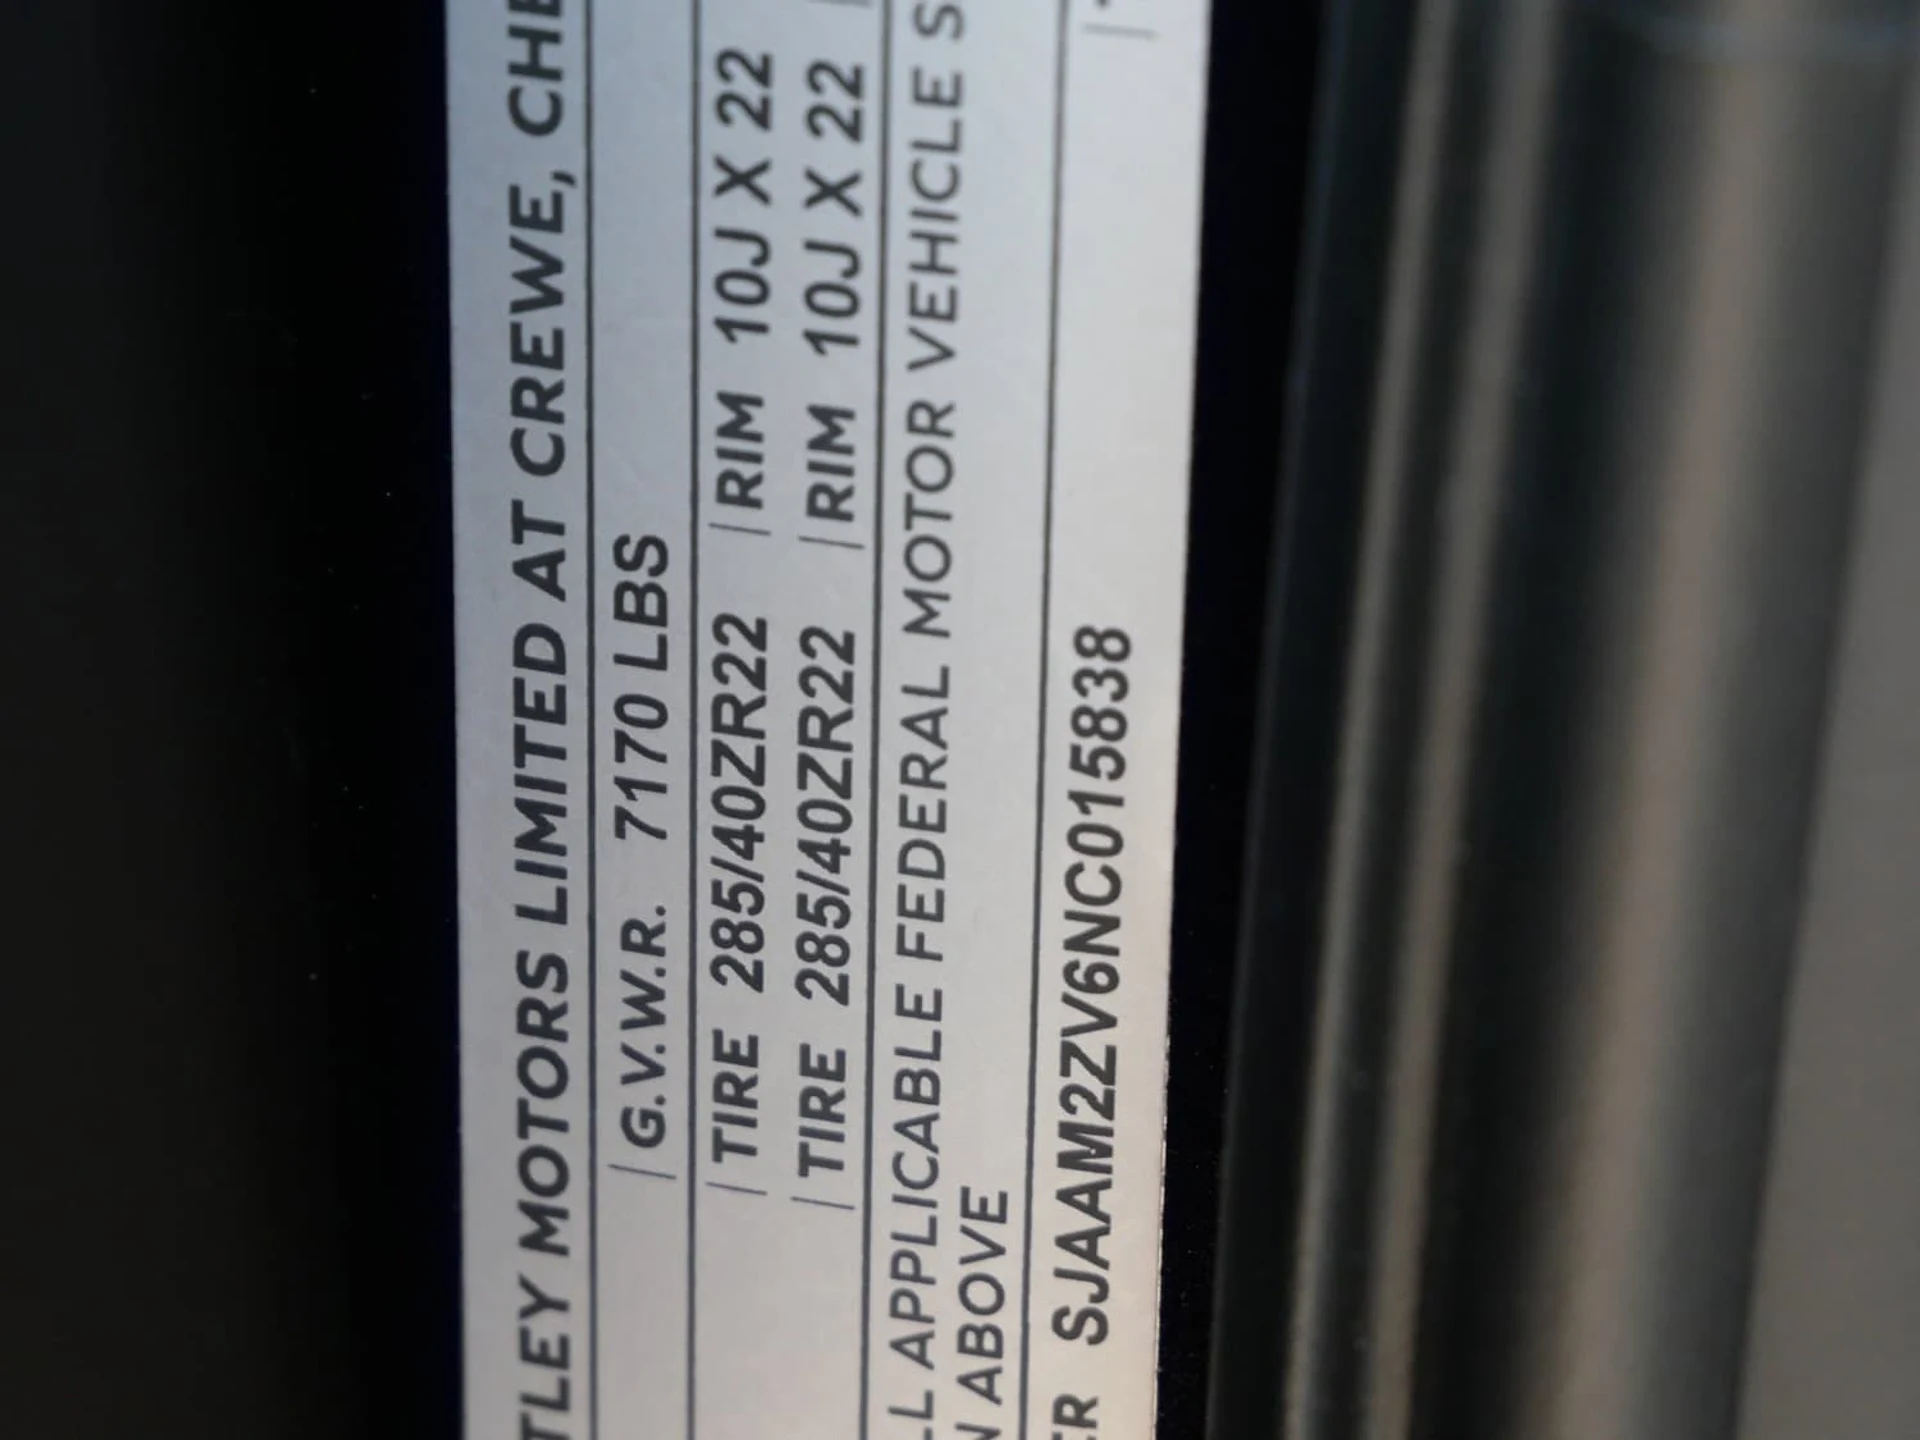 TLEY MOTORS LIMITED AT CREWE, CHE
G.V.W.R. 7170 LBS
TIRE 285/40ZR22 RIM 10J X 22
TIRE 285/40ZR22 RIM 10J X 22
LL APPLICABLE FEDERAL MOTOR VEHICLE S
N ABOVE
ER SJAAM2ZV6NC015838